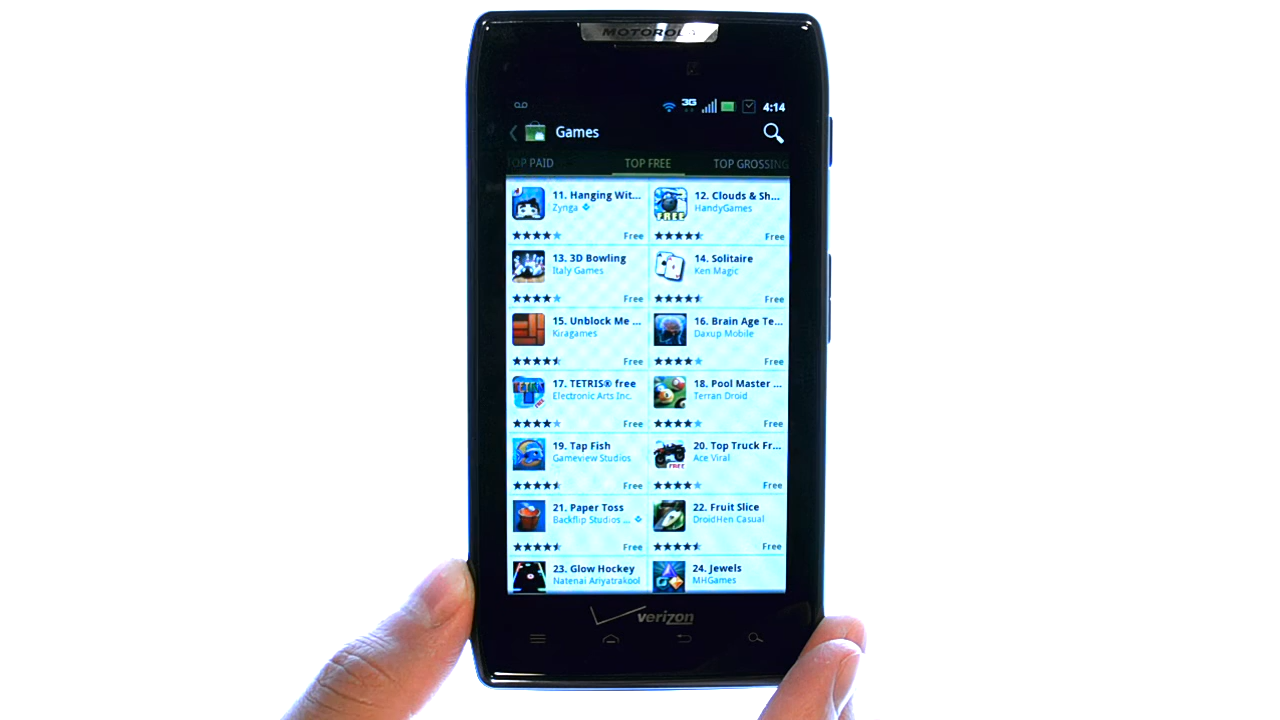 MOTOROLA
3G 4:14
Games
TOP PAID TOP FREE TOP GROSSING
11. Hanging Wit... 12. Clouds & Sh...
Zynga HandyGames
FREE
Free Free
13. 3D Bowling 14. Solitaire
Italy Games Ken Magic
Free Free
15. Unblock Me ... 16. Brain Age Te...
Kiragames Daxup Mobile
Free Free
17. TETRIS® free 18. Pool Master ...
Electronic Arts Inc. Terran Droid
TETRIS
FREE
Free Free
19. Tap Fish 20. Top Truck Fr...
Gameview Studios Ace Viral
FREE
Free Free
21. Paper Toss 22. Fruit Slice
Backflip Studios ... DroidHen Casual
Free Free
23. Glow Hockey 24. Jewels
Natenai Ariyatrakool MHGames
verizon